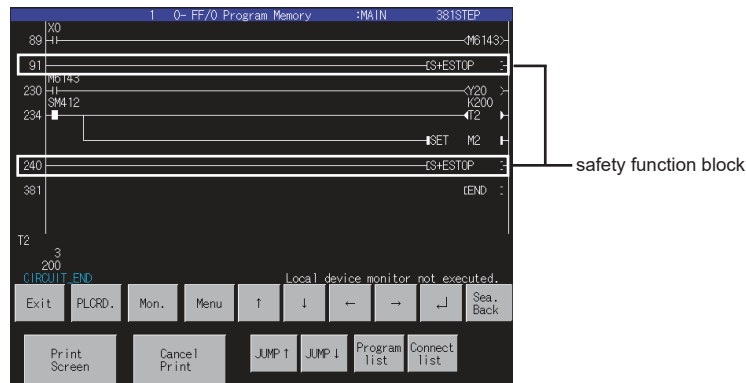 1 0- FF/0 Program Memory :MAIN 381STEP
X0
89 <M6143>
91 [S+ESTOP ]
M6143
230 <Y20 >
SM412 K200
234 <T2 >
[SET M2 ]
240 [S+ESTOP ]
381 [END ]
safety function block
T2
3
200
CIRCUIT_END Local device monitor not executed.
Exit PLCRD. Mon. Menu ↑ ↓ ← → ↵ Sea. Back
Print Screen Cancel Print JUMP↑ JUMP↓ Program list Connect list